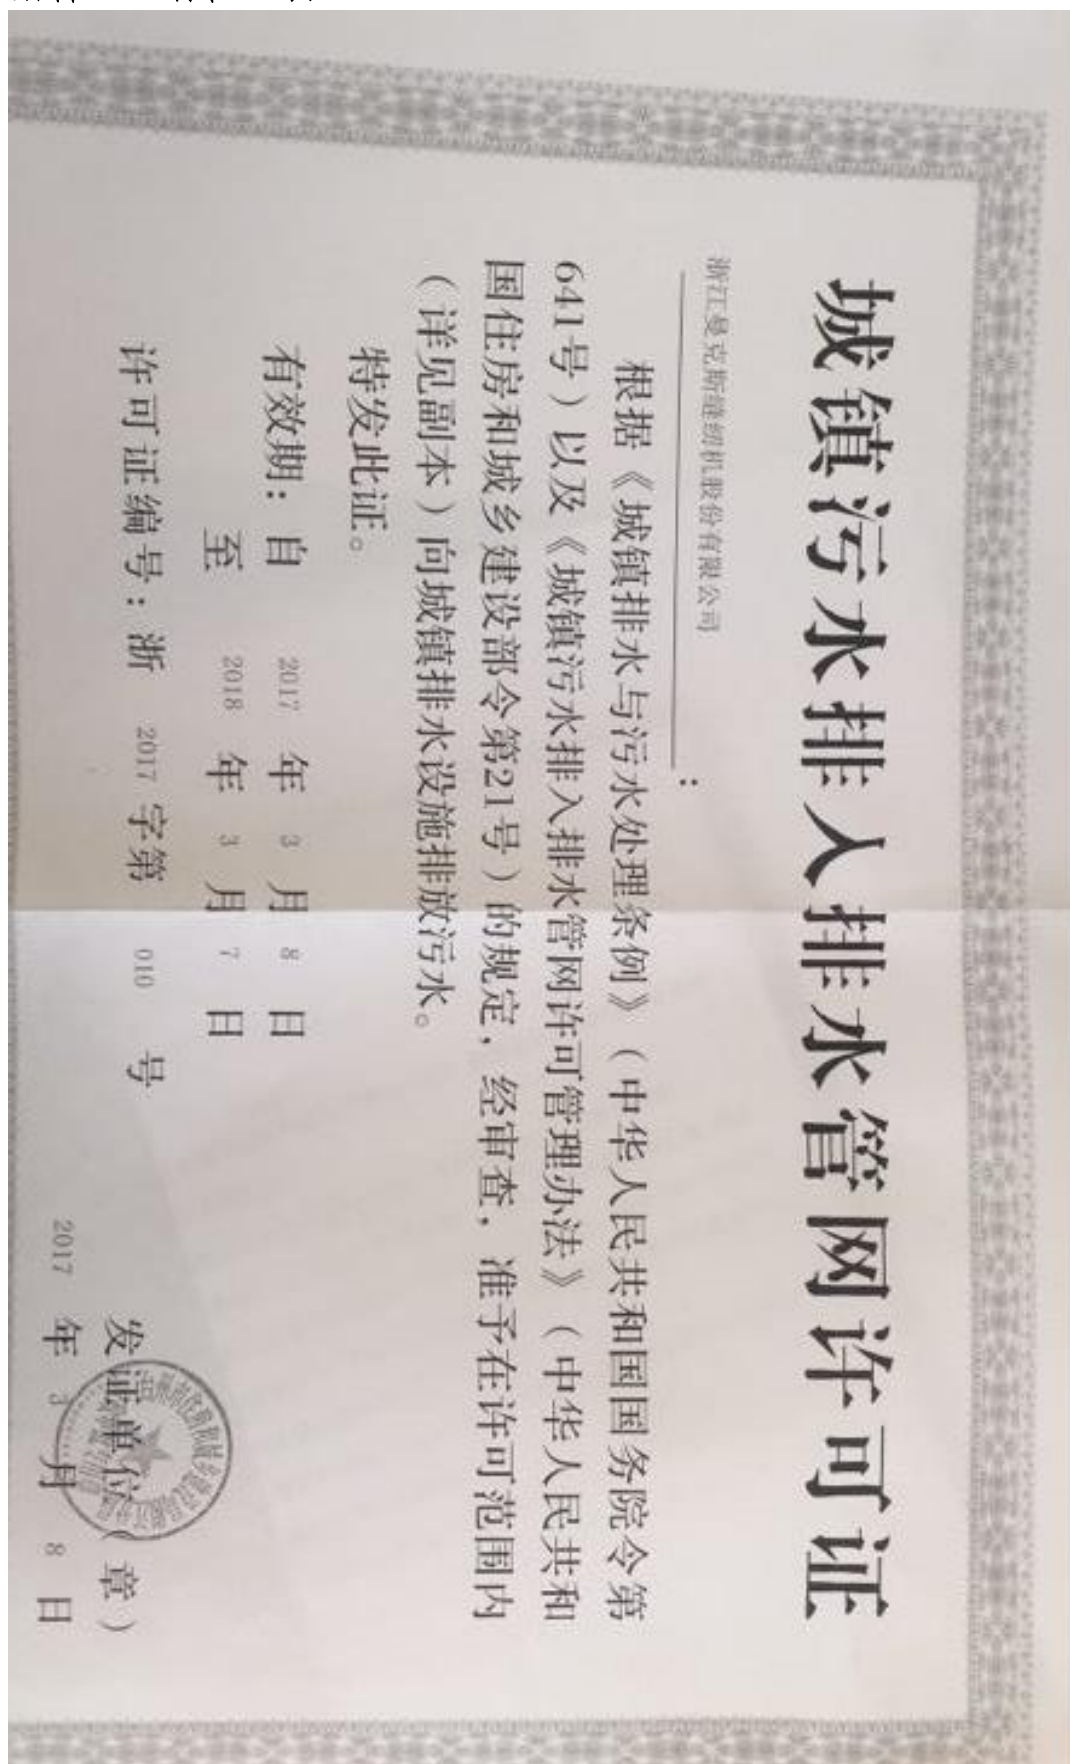 城镇污水排入排水管网许可证
浙江曼克斯缝纫机股份有限公司：
根据《城镇排水与污水处理条例》（中华人民共和国国务院令第
641号）以及《城镇污水排入排水管网许可管理办法》（中华人民共和
国住房和城乡建设部令第21号）的规定，经审查，准予在许可范围内
（详见副本）向城镇排水设施排放污水。
特发此证。
有效期：自 2017 年 3 月 8 日
至 2018 年 3 月 7 日
许可证编号：浙 2017 字第 010 号
发证单位（章）
2017 年 3 月 8 日